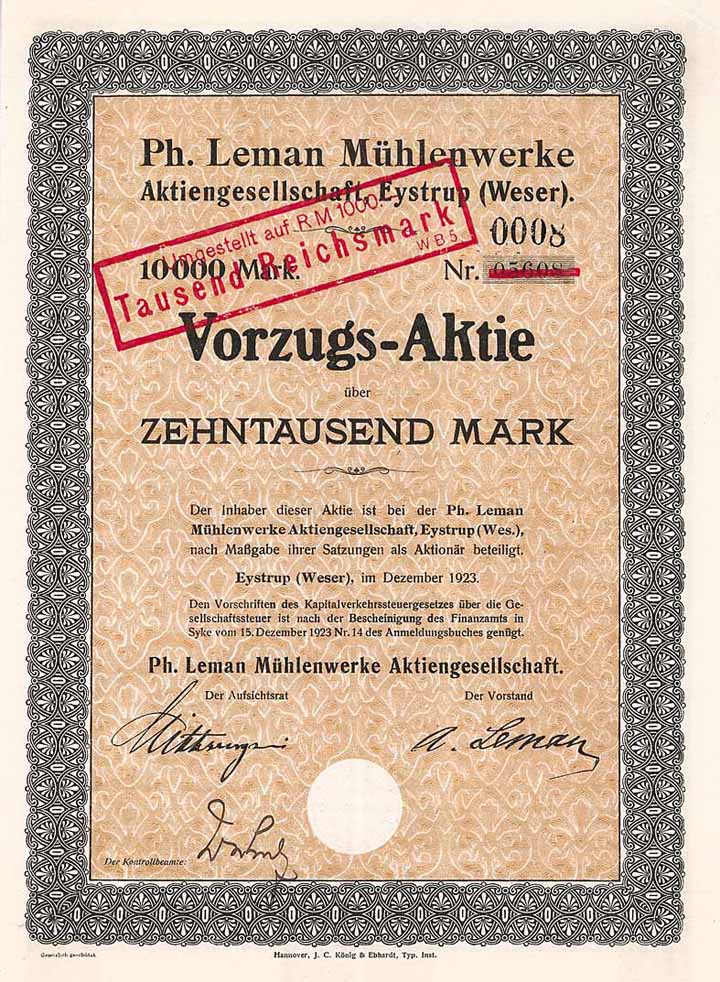 Ph. Leman Mühlenwerke
Aktiengesellschaft, Eystrup (Weser).
Umgestellt auf RM 1000.-
Tausend Reichsmark
WB5.
0008
10000 Mark.
Nr. 05608
Vorzugs-Aktie
über
ZEHNTAUSEND MARK
Der Inhaber dieser Aktie ist bei der Ph. Leman
Mühlenwerke Aktiengesellschaft, Eystrup (Wes.),
nach Maßgabe ihrer Satzungen als Aktionär beteiligt.
Eystrup (Weser), im Dezember 1923.
Den Vorschriften des Kapitalverkehrssteuergesetzes über die Ge-
sellschaftssteuer ist nach der Bescheinigung des Finanzamts in
Syke vom 15. Dezember 1923 Nr. 14 des Anmeldungsbuches genügt.
Ph. Leman Mühlenwerke Aktiengesellschaft.
Der Aufsichtsrat
Der Vorstand
A. Leman
Der Kontrollbeamte:
Gesetzlich geschützt.
Hannover, J. C. König & Ebhardt, Typ. Inst.